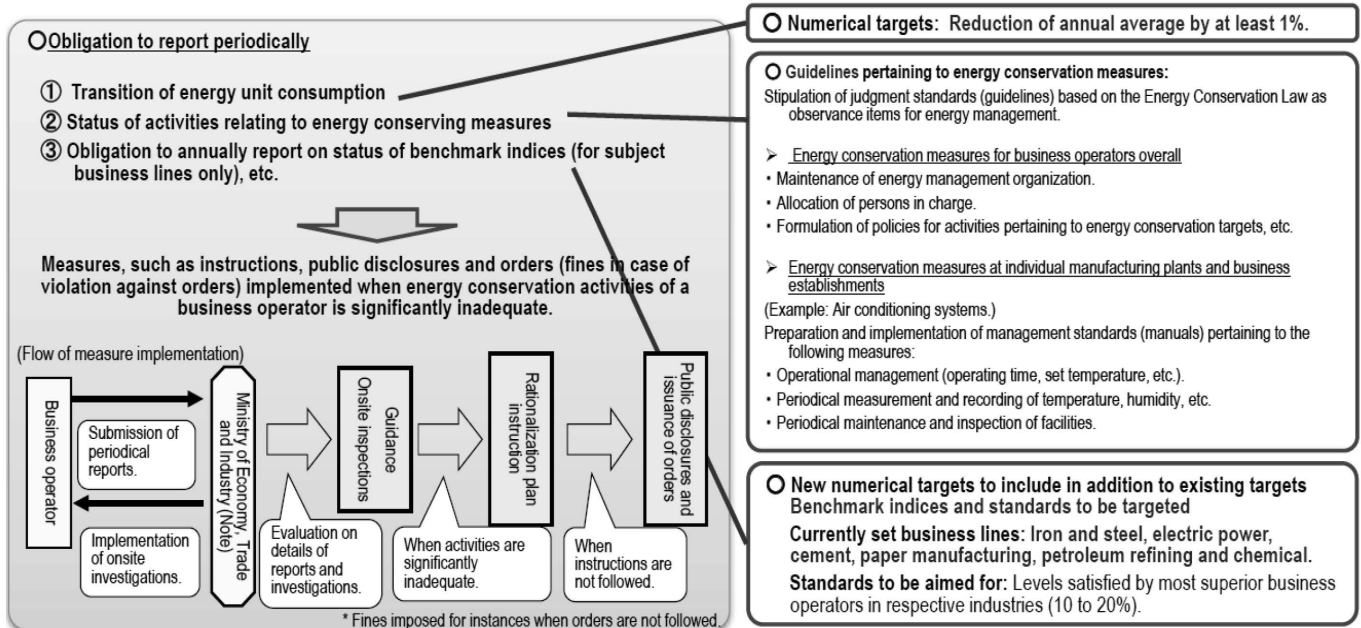 ○Obligation to report periodically
① Transition of energy unit consumption
② Status of activities relating to energy conserving measures
③ Obligation to annually report on status of benchmark indices (for subject
business lines only), etc.
Measures, such as instructions, public disclosures and orders (fines in case of
violation against orders) implemented when energy conservation activities of a
business operator is significantly inadequate.
(Flow of measure implementation)
Business operator
Submission of
periodical
reports.
Implementation
of onsite
investigations.
Ministry of Economy, Trade
and Industry (Note)
Evaluation on
details of
reports and
investigations.
Guidance
Onsite inspections
When activities are
significantly
inadequate.
Rationalization plan
instruction
When
instructions are
not followed.
Public disclosures and
issuance of orders
* Fines imposed for instances when orders are not followed.
○ Numerical targets: Reduction of annual average by at least 1%.
○ Guidelines pertaining to energy conservation measures:
Stipulation of judgment standards (guidelines) based on the Energy Conservation Law as
observance items for energy management.
➢ Energy conservation measures for business operators overall
・Maintenance of energy management organization.
・Allocation of persons in charge.
・Formulation of policies for activities pertaining to energy conservation targets, etc.
➢ Energy conservation measures at individual manufacturing plants and business
establishments
(Example: Air conditioning systems.)
Preparation and implementation of management standards (manuals) pertaining to the
following measures:
・Operational management (operating time, set temperature, etc.).
・Periodical measurement and recording of temperature, humidity, etc.
・Periodical maintenance and inspection of facilities.
○ New numerical targets to include in addition to existing targets
Benchmark indices and standards to be targeted
Currently set business lines: Iron and steel, electric power,
cement, paper manufacturing, petroleum refining and chemical.
Standards to be aimed for: Levels satisfied by most superior business
operators in respective industries (10 to 20%).